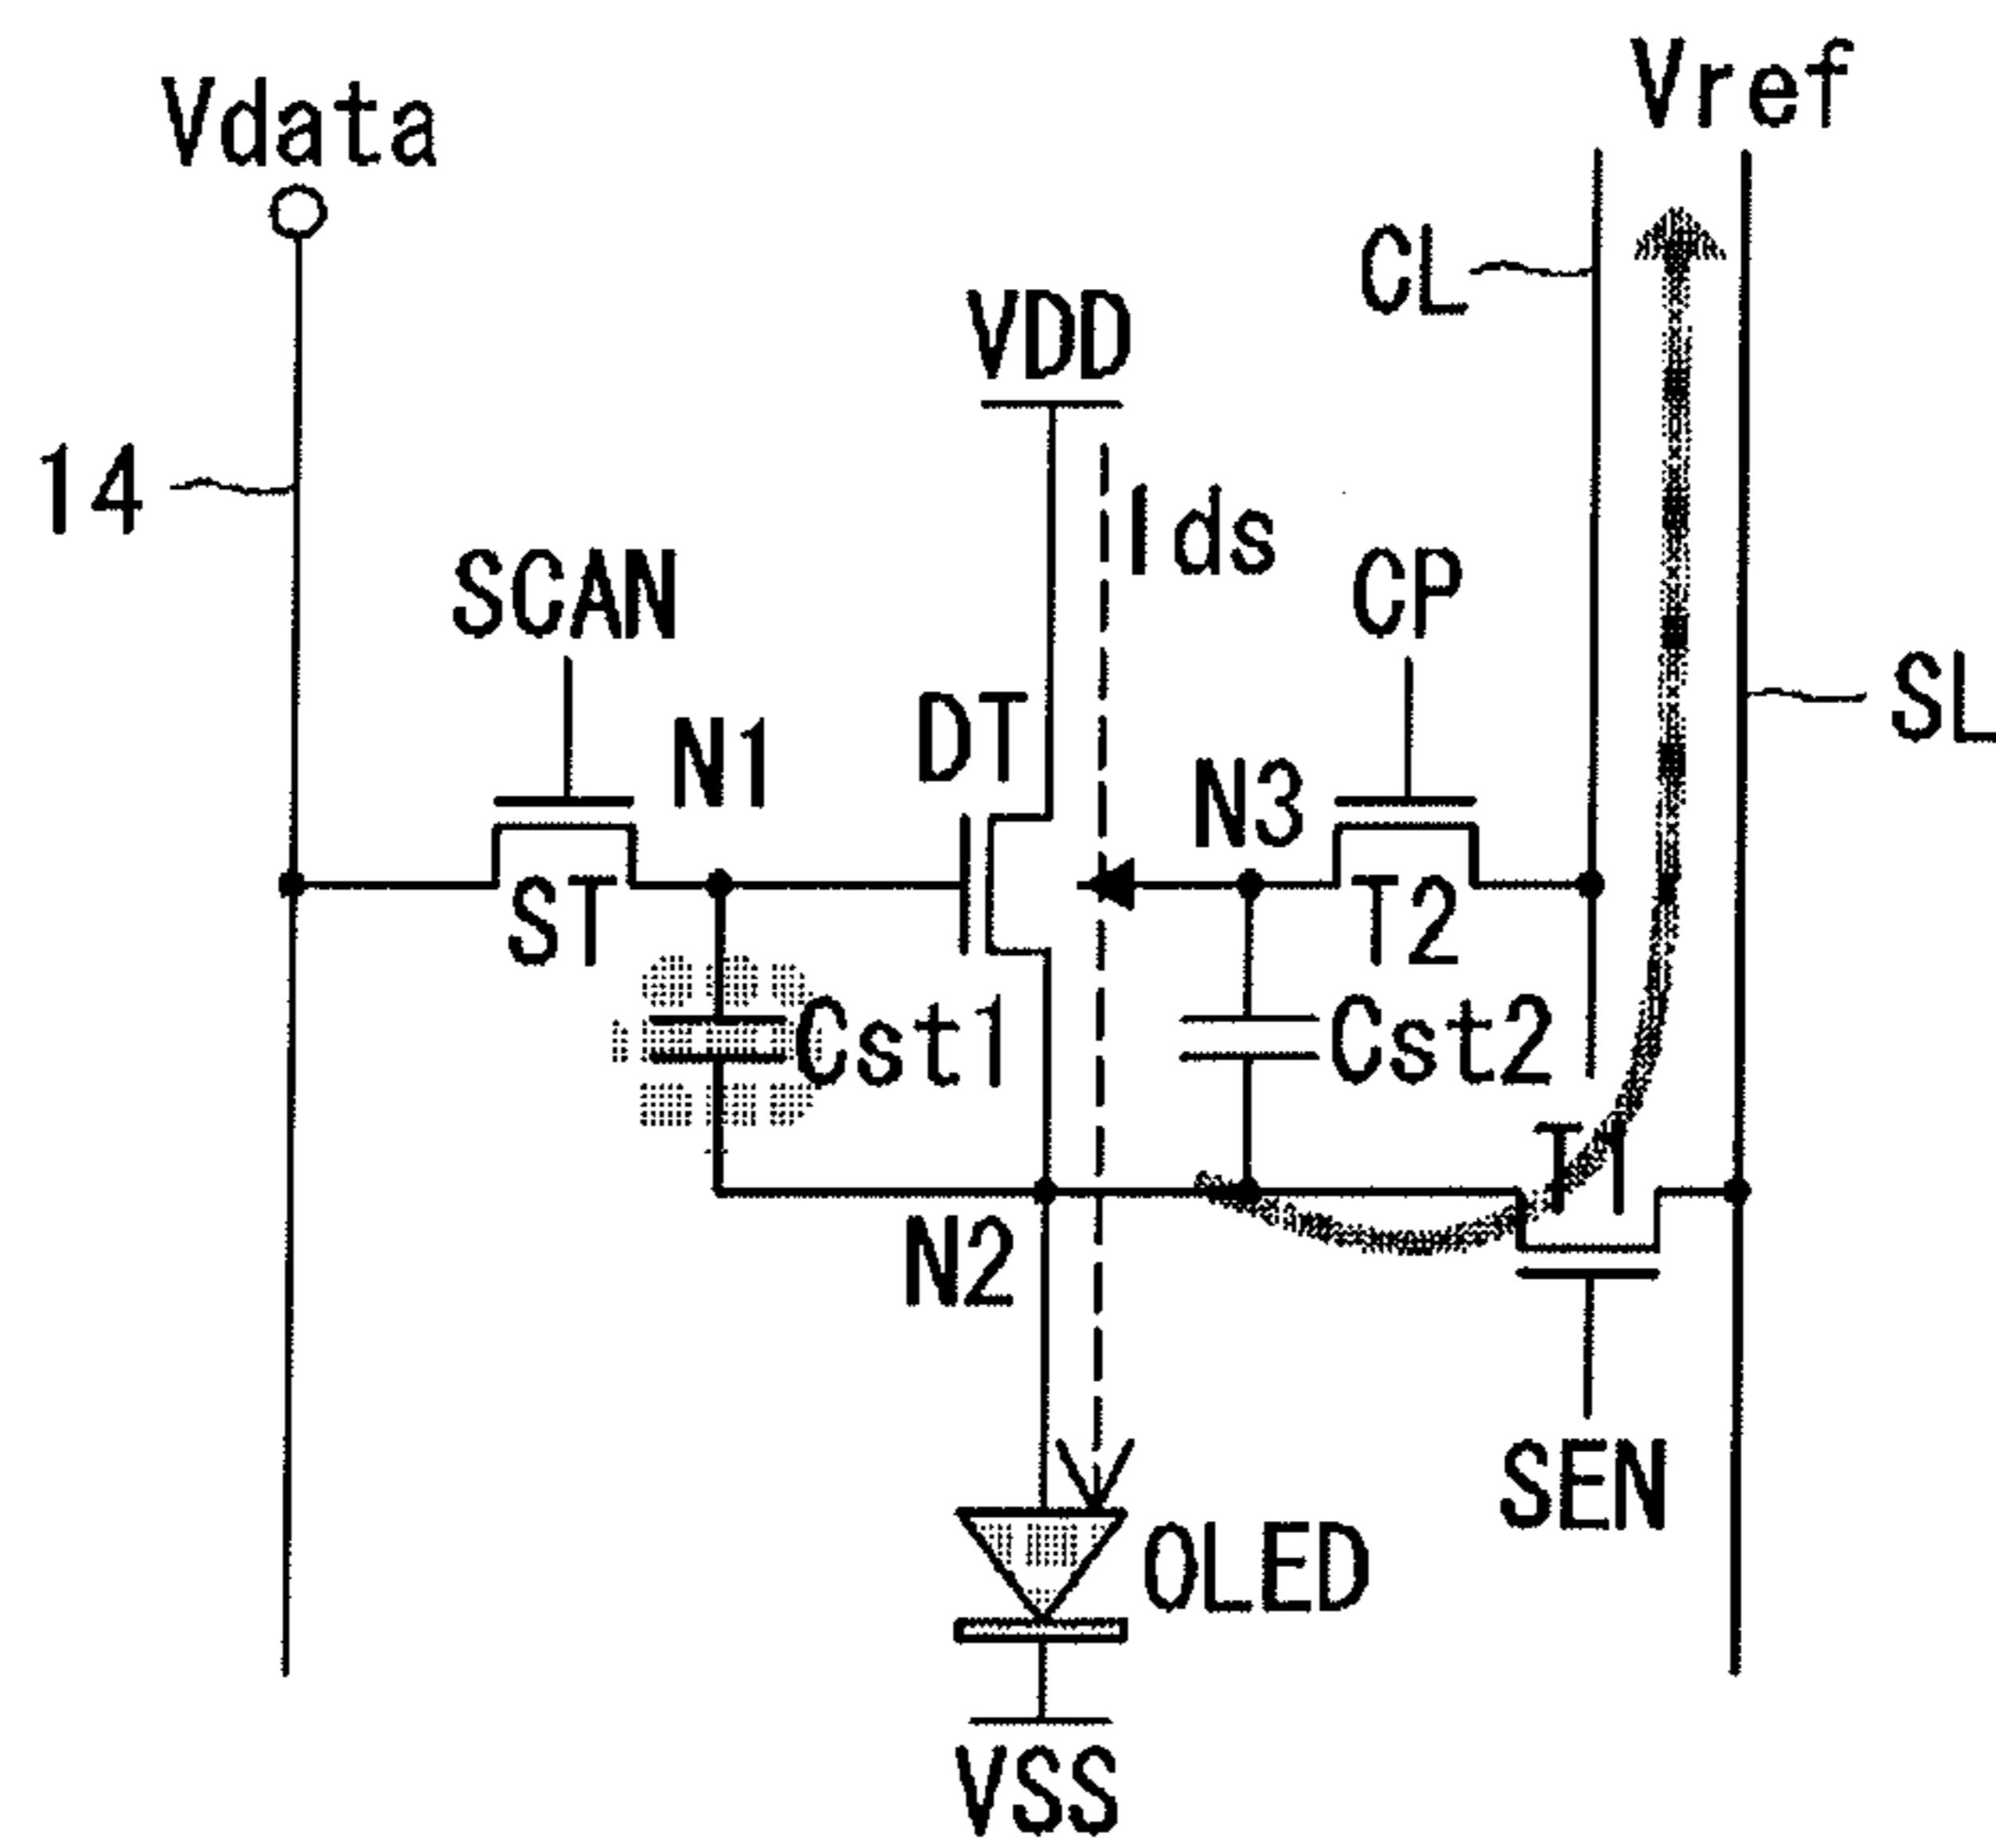 Vref
Vdata
CL
VDD
14
Ids
SCAN
CP
SL
N1
DT
N3
ST
T2
Cst1
Cst2
T1
N2
SEN
OLED
VSS